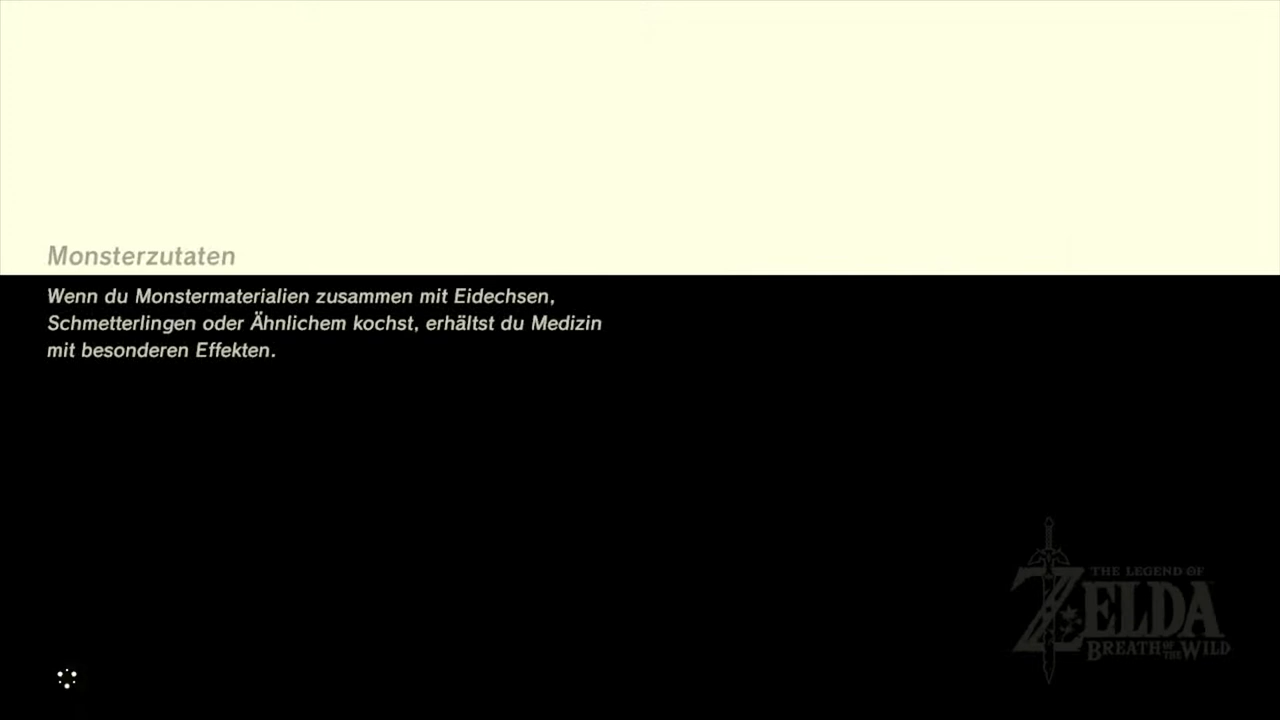 Monsterzutaten
Wenn du Monstermaterialien zusammen mit Eidechsen,
Schmetterlingen oder Ähnlichem kochst, erhältst du Medizin
mit besonderen Effekten.
THE LEGEND OF
ZELDA
BREATH OF THE WILD